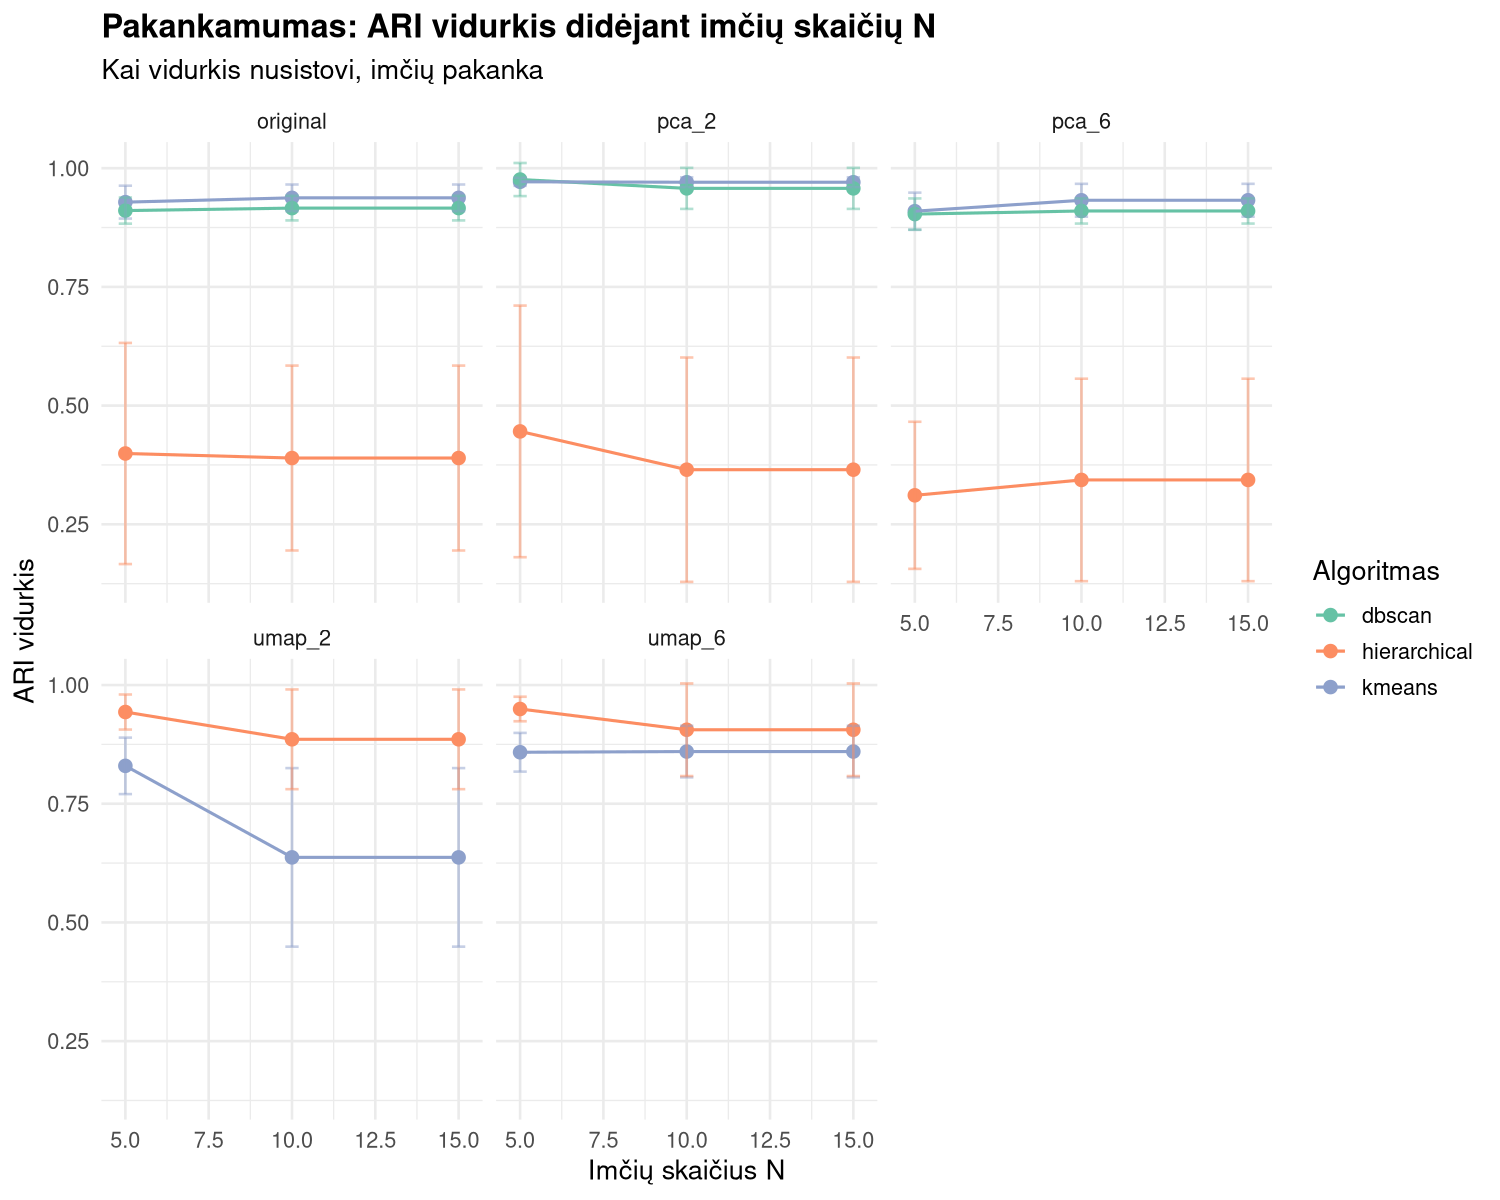 Pakankamumas: ARI vidurkis didėjant imčių skaičių N
Kai vidurkis nusistovi, imčių pakanka
original
pca_2
pca_6
1.00
0.75
0.50
0.25
5.0 7.5 10.0 12.5 15.0
umap_2
umap_6
1.00
0.75
0.50
0.25
5.0 7.5 10.0 12.5 15.0
5.0 7.5 10.0 12.5 15.0
ARI vidurkis
Imčių skaičius N
Algoritmas
dbscan
hierarchical
kmeans